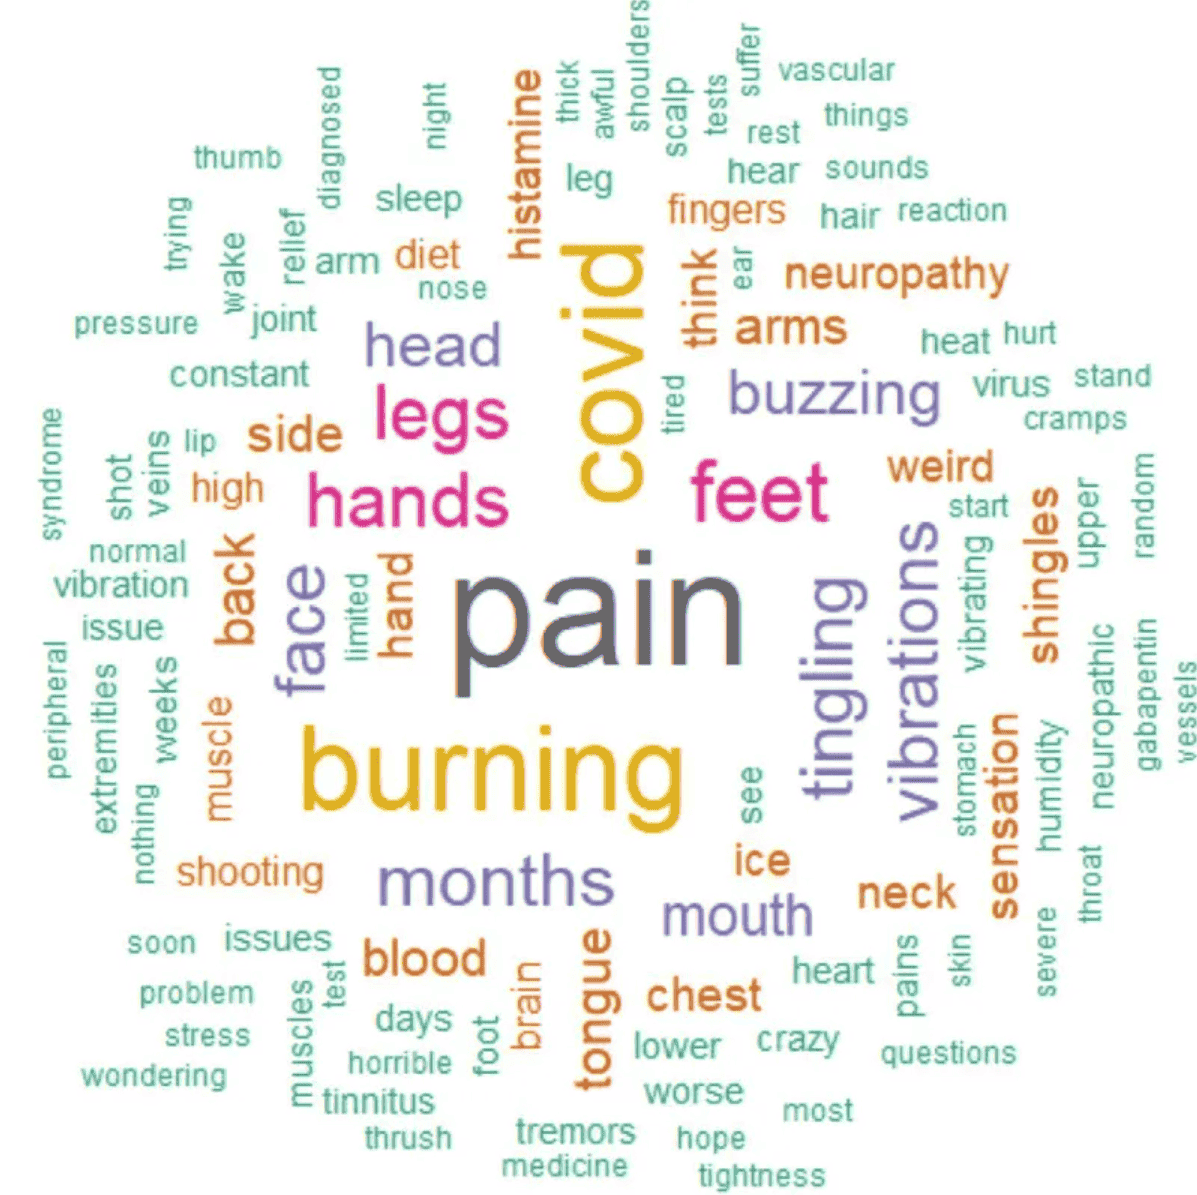 shoulders
suffer
thick
awful
scalp
tests
vascular
things
rest
diagnosed
night
histamine
thumb
leg
hear
sounds
sleep
fingers
hair
reaction
trying
wake
relief
arm
diet
nose
covid
think
ear
neuropathy
pressure
joint
head
arms
heat
hurt
constant
legs
tired
buzzing
virus
stand
cramps
syndrome
shot
veins
lip
side
high
hands
feet
weird
start
upper
random
normal
vibration
issue
back
face
limited
hand
pain
tingling
vibrations
vibrating
shingles
peripheral
extremities
weeks
muscle
burning
see
stomach
sensation
humidity
neuropathic
gabapentin
vessels
nothing
shooting
months
ice
mouth
neck
throat
soon
issues
blood
tongue
chest
heart
pains
skin
severe
problem
test
brain
stress
muscles
days
foot
horrible
lower
crazy
questions
wondering
tinnitus
worse
most
thrush
tremors
hope
medicine
tightness